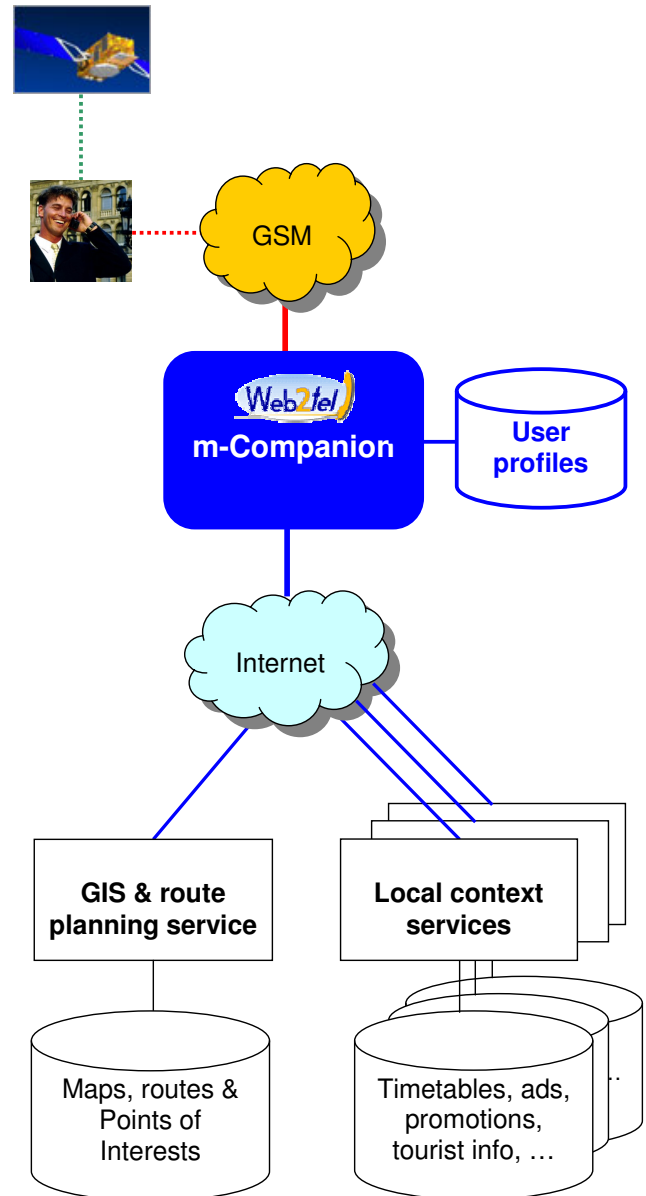 GSM
Web2tel
m-Companion
User
profiles
Internet
GIS & route
planning service
Local context
services
Maps, routes &
Points of
Interests
Timetables, ads,
promotions,
tourist info, …
..